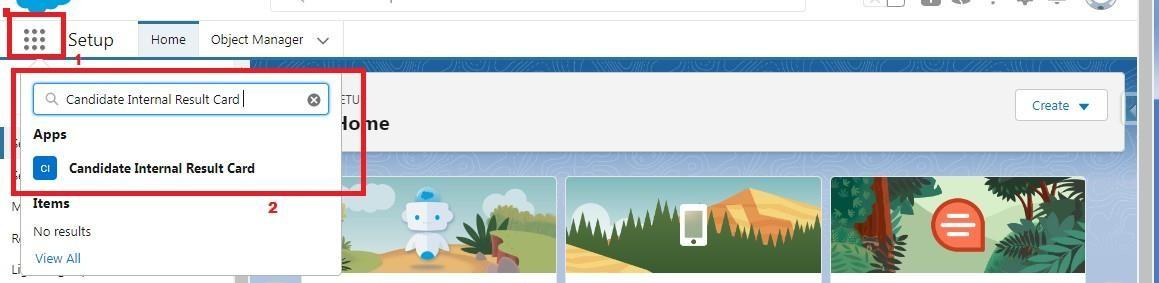 Setup
Home
Object Manager
1
Candidate Internal Result Card
Apps
CI Candidate Internal Result Card
Items
2
No results
View All
Home
Create